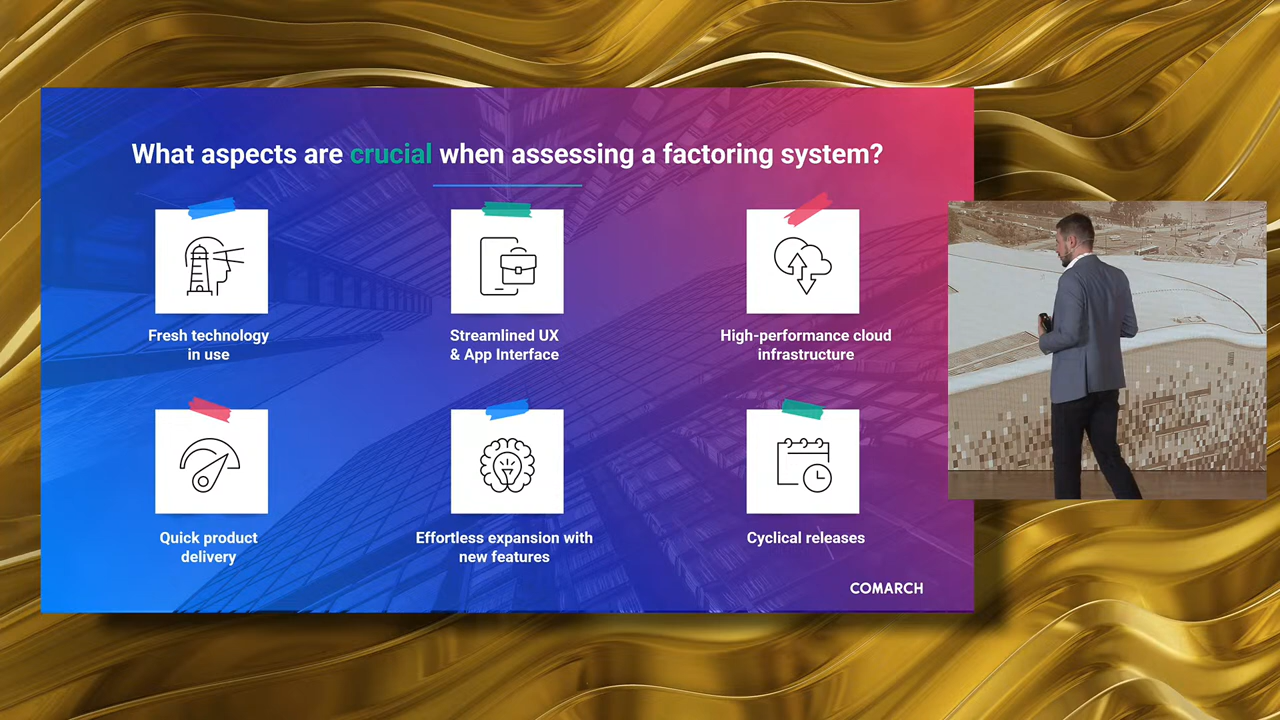 What aspects are crucial when assessing a factoring system?
Fresh technology
in use
Streamlined UX
& App Interface
High-performance cloud
infrastructure
Quick product
delivery
Effortless expansion with
new features
Cyclical releases
COMARCH